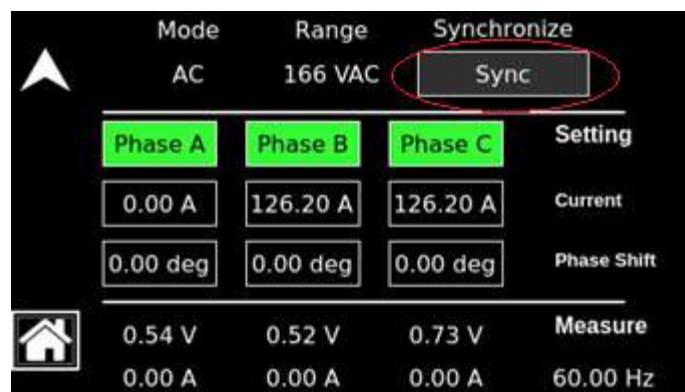 Mode Range Synchronize
AC 166 VAC Sync
Phase A Phase B Phase C Setting
0.00 A 126.20 A 126.20 A Current
0.00 deg 0.00 deg 0.00 deg Phase Shift
0.54 V 0.52 V 0.73 V Measure
0.00 A 0.00 A 0.00 A 60.00 Hz